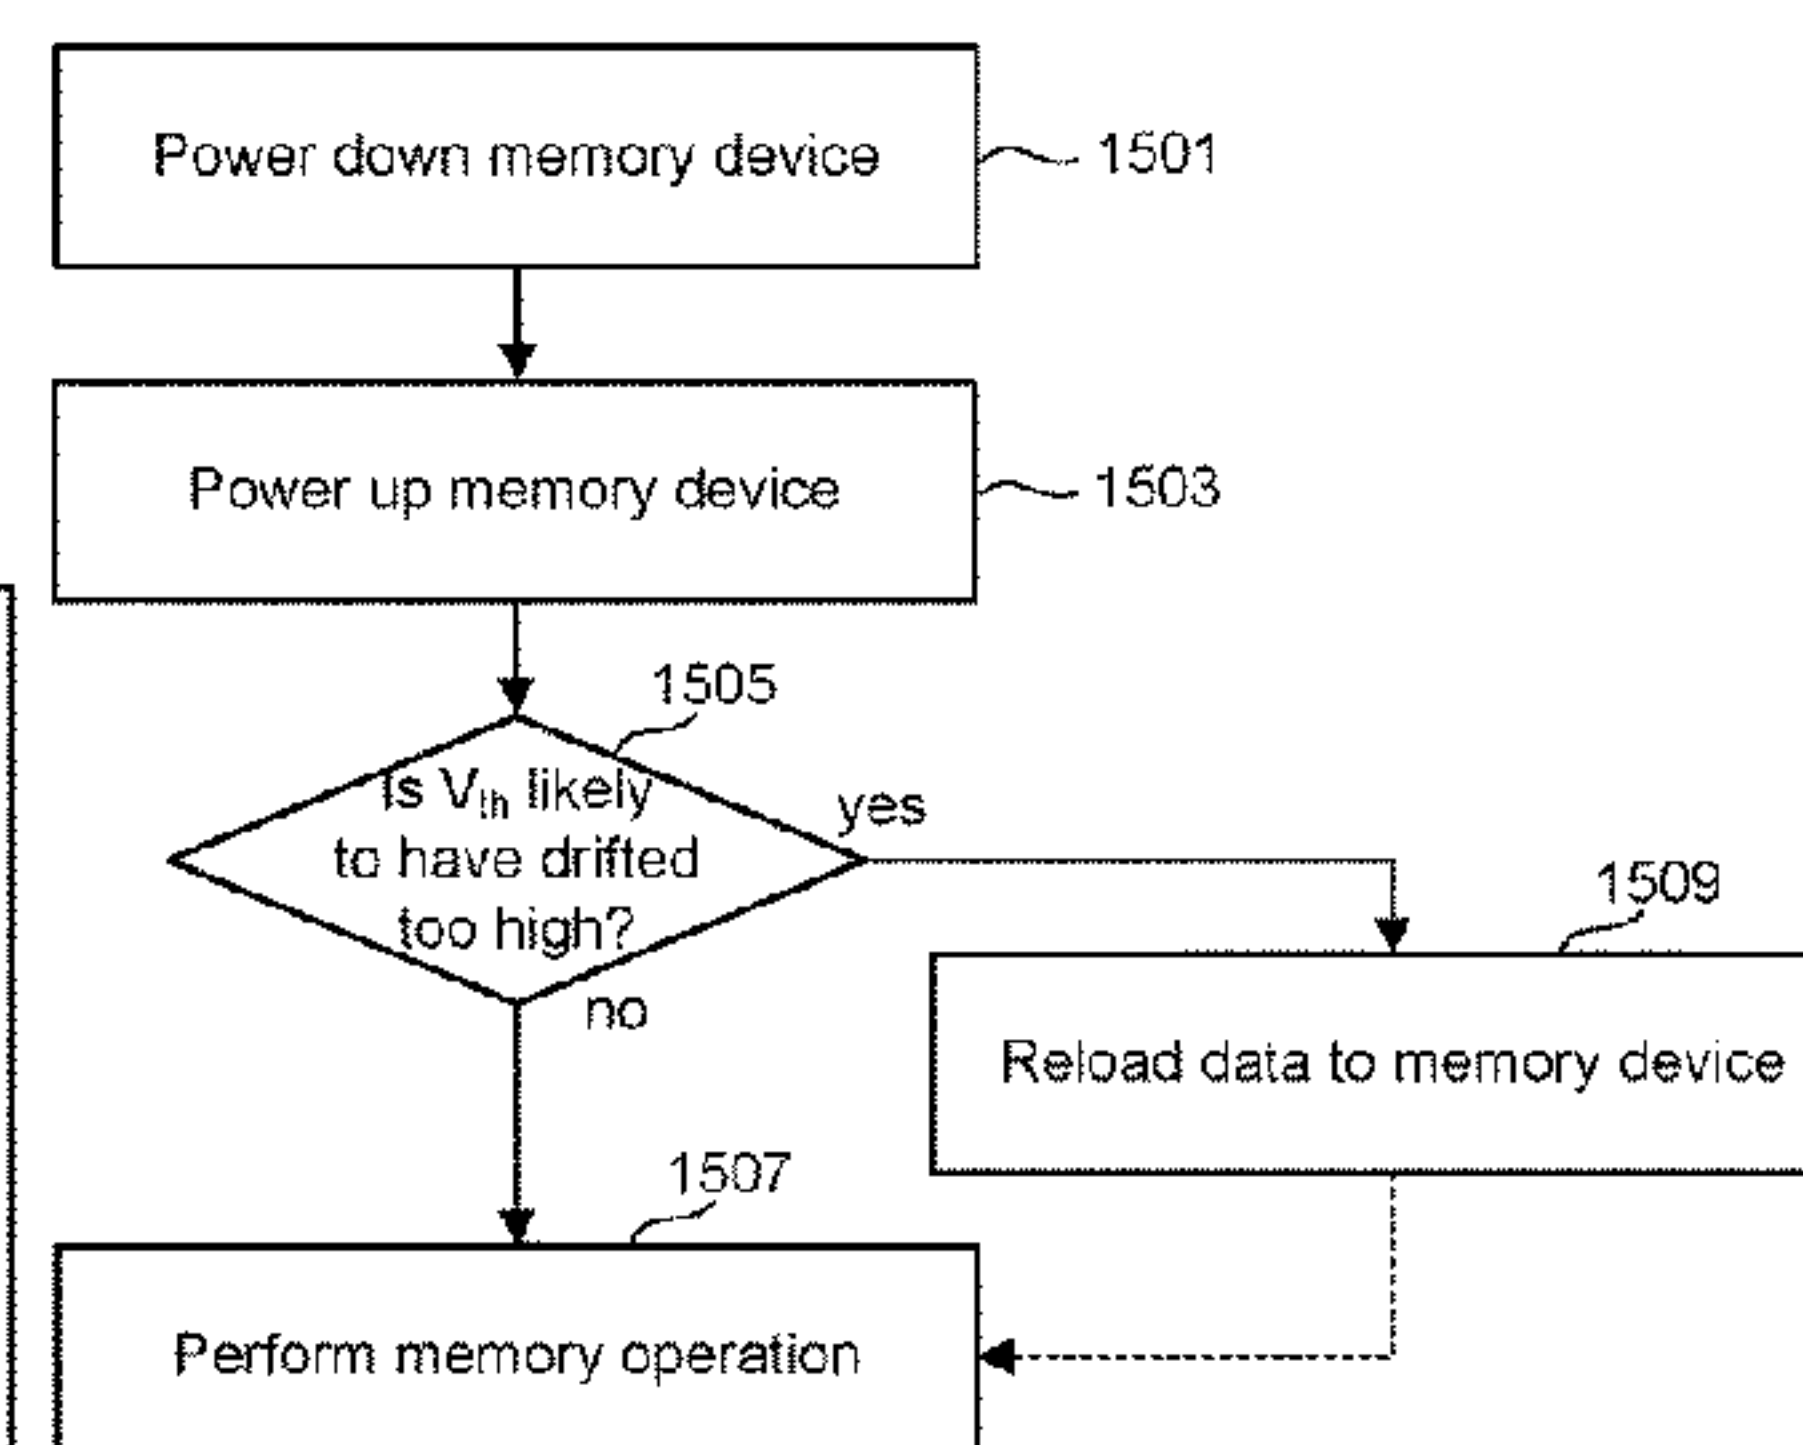 Power down memory device
1501
Power up memory device
1503
1505
Is Vth likely
to have drifted
too high?
yes
no
1509
Reload data to memory device
1507
Perform memory operation